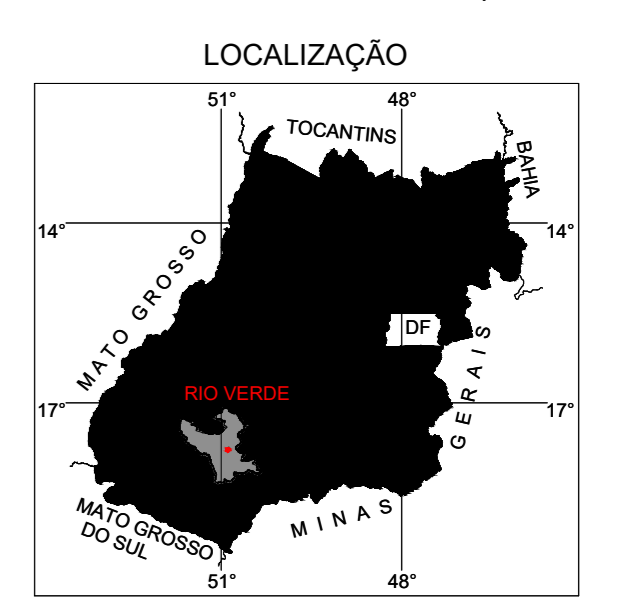 LOCALIZAÇÃO
51°
48°
TOCANTINS
BAHIA
14°
14°
MATO GROSSO
DF
RIO VERDE
17°
17°
MINAS GERAIS
MATO GROSSO
DO SUL
51°
48°